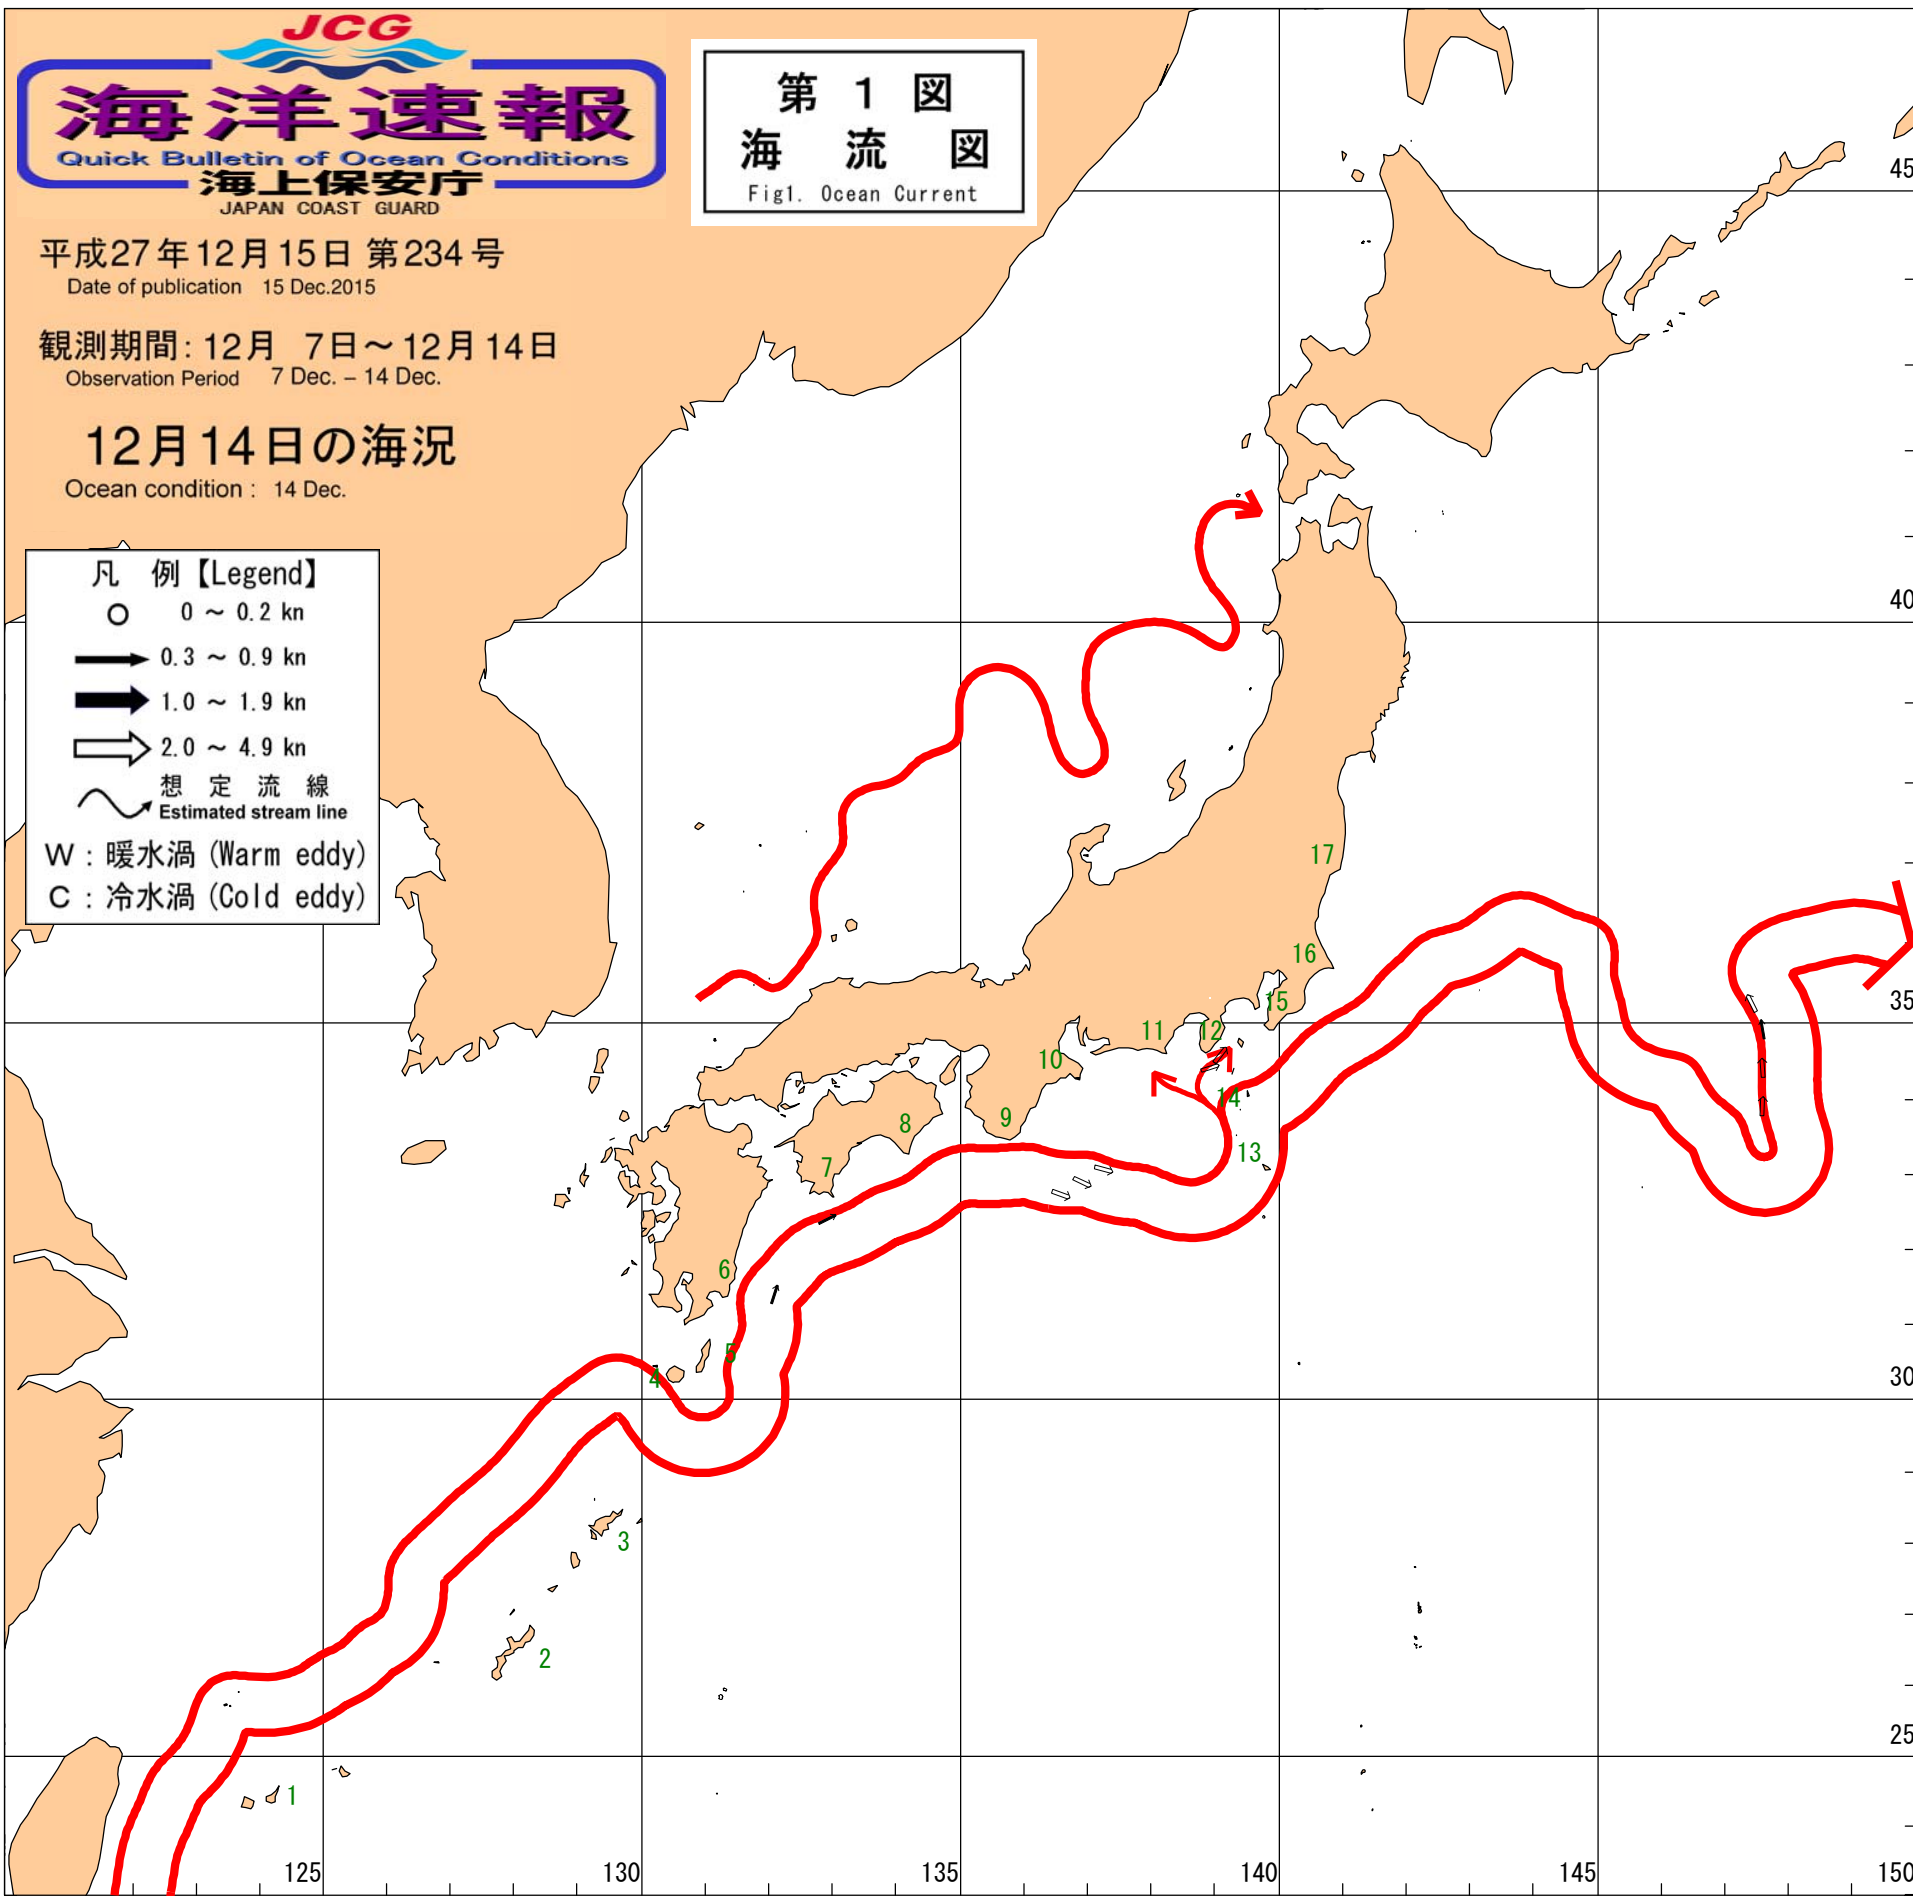 JCG
海洋速報
Quick Bulletin of Ocean Conditions
海上保安庁
JAPAN COAST GUARD
第 1 図
海 流 図
Fig1. Ocean Current
平成27年12月15日 第234号
Date of publication 15 Dec.2015
観測期間: 12月 7日～12月14日
Observation Period 7 Dec. – 14 Dec.
12月14日の海況
Ocean condition : 14 Dec.
凡 例【Legend】
0 ～ 0.2 kn
0.3 ～ 0.9 kn
1.0 ～ 1.9 kn
2.0 ～ 4.9 kn
想 定 流 線
Estimated stream line
W : 暖水渦 (Warm eddy)
C : 冷水渦 (Cold eddy)
45
40
17
16
35
15
12
11
10
14
9
8
13
7
6
5
4
30
3
2
25
1
125
130
135
140
145
150